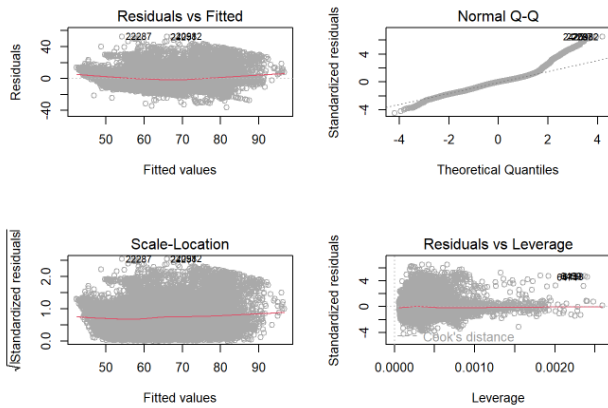 Residuals vs Fitted
Residuals
-40 0 40
50 60 70 80 90
Fitted values
Normal Q-Q
Standardized residuals
-4 0 4
-4 -2 0 2 4
Theoretical Quantiles
Scale-Location
√|Standardized residuals|
0.0 1.0 2.0
50 60 70 80 90
Fitted values
Residuals vs Leverage
Standardized residuals
-4 0 4
Cook's distance
0.0000 0.0010 0.0020
Leverage